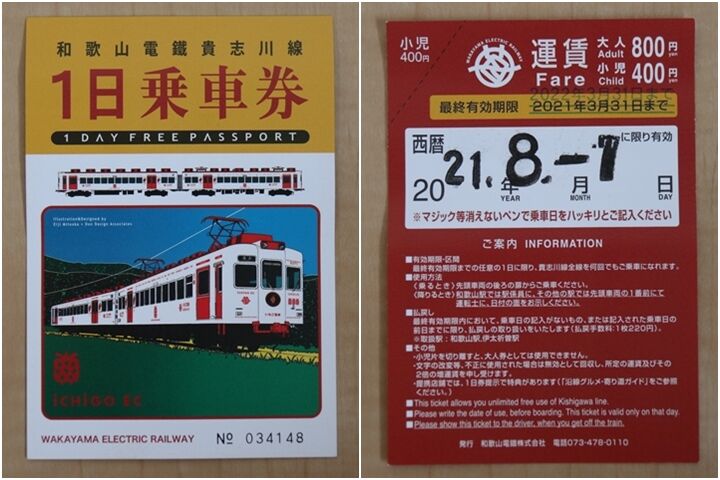 和歌山電鐵貴志川線
1日乗車券
1 DAY FREE PASSPORT
Illustration&Designed by
Eiji Mitooka + Don Design Associates
iCHiGO EC
WAKAYAMA ELECTRIC RAILWAY № 034148
小児
400円
WAKAYAMA ELECTRIC RAILWAY
運賃
Fare
大人 Adult 800円 yen
小児 Child 400円 yen
2022年3月31日まで
最終有効期限 2021年3月31日まで
西暦 に限り有効
2021.8.-7
年 YEAR 月 MONTH 日 DAY
※マジック等消えないペンで乗車日をハッキリとご記入ください
ご案内 INFORMATION
■有効期限・区間
最終有効期限までの任意の1日に限り、貴志川線全線を何回でもご乗車になれます。
■使用方法
(乗るとき)先頭車両の後ろの扉からご乗車ください。
(降りるとき)和歌山駅では駅係員に、その他の駅では先頭車両の1番前にて
運転士に、日付の面をお示しください。
■払戻し
最終有効期限内において、乗車日の記入がないもの、または記入された乗車日の
前日までに限り、払戻しの取り扱いをいたします(払戻手数料:1枚220円)。
※取扱駅:和歌山駅、伊太祈曽駅
■その他
・小児片を切り離すと、大人券としては使用できません。
・文字の改変等、不正に使用された場合は無効として回収し、所定の運賃及びその
2倍の増運賃を申し受けます。
・提携店舗では、1日券提示で特典があります(「沿線グルメ・寄り道ガイド」をご参照
ください。)
■This ticket allows you unlimited free use of Kishigawa line.
■Please write the date of use, before boarding. This ticket is valid only on that day.
■Please show this ticket to the driver, when you get off the train.
発行 和歌山電鐵株式会社 電話073-478-0110